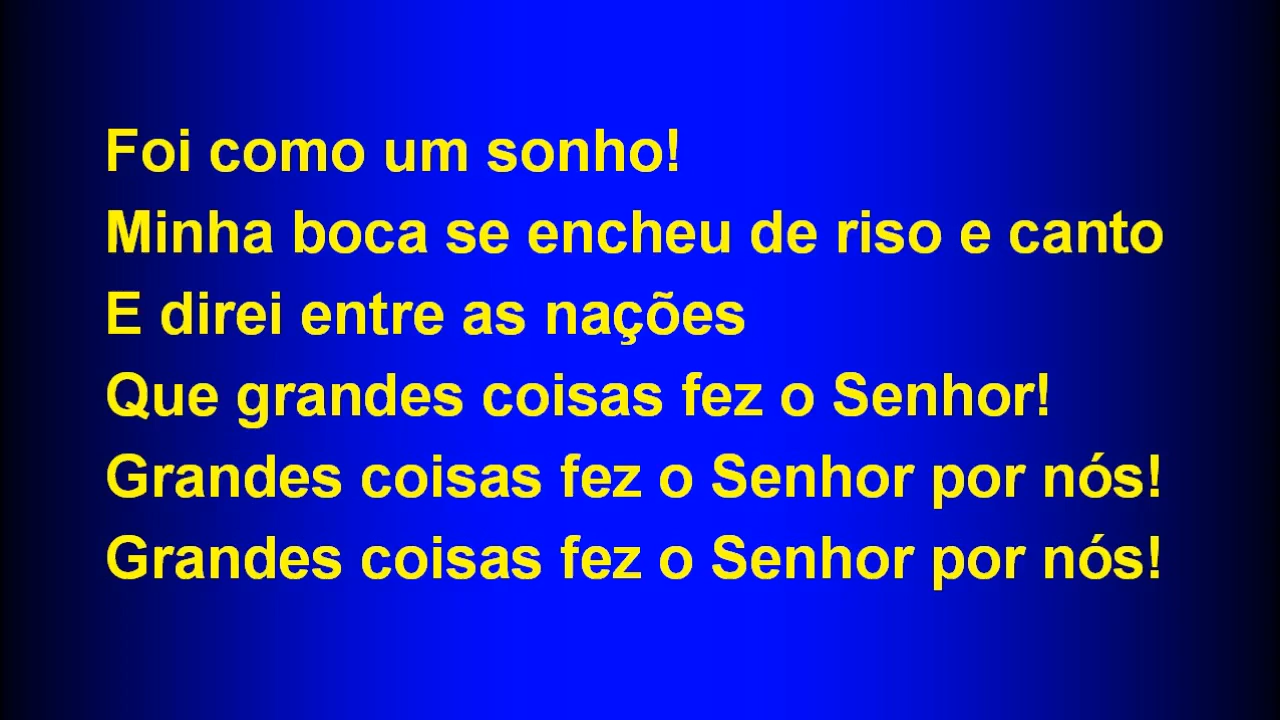 Foi como um sonho!
Minha boca se encheu de riso e canto
E direi entre as nações
Que grandes coisas fez o Senhor!
Grandes coisas fez o Senhor por nós!
Grandes coisas fez o Senhor por nós!